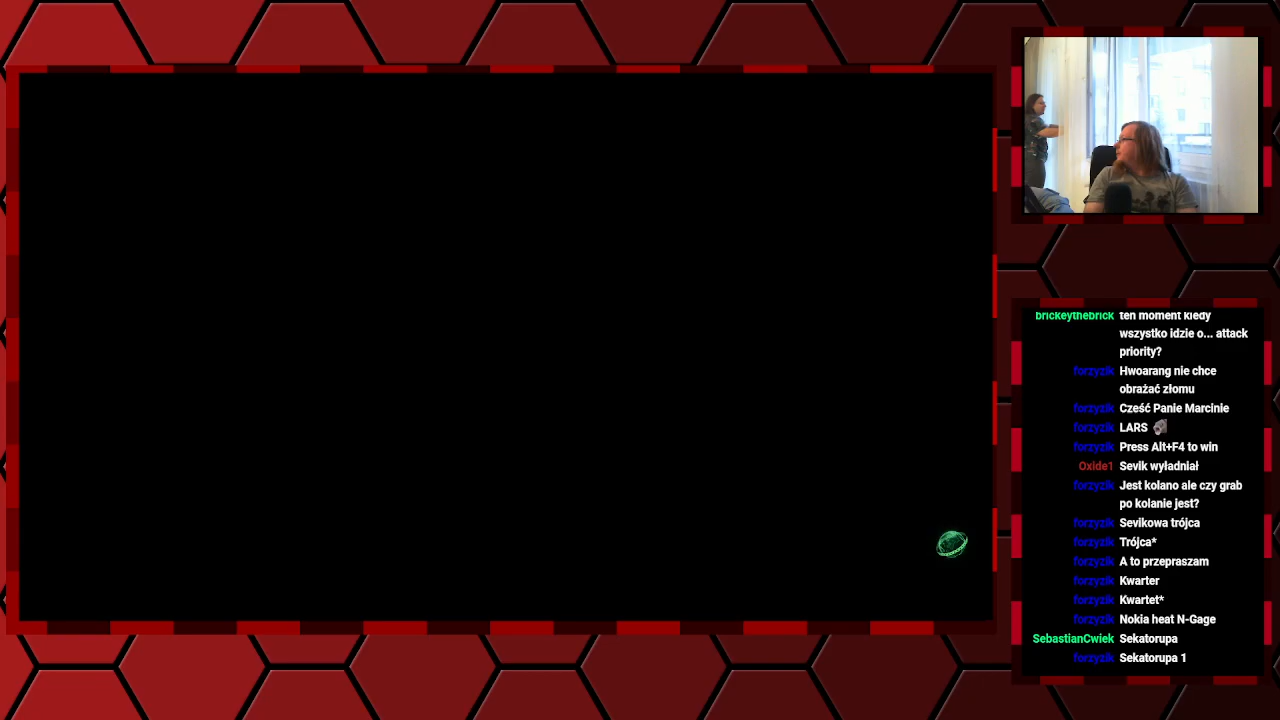 brickeythebrick ten moment kiedy
wszystko idzie o... attack
priority?
forzyzik Hwoarang nie chce
obrażać złomu
forzyzik Cześć Panie Marcinie
forzyzik LARS
forzyzik Press Alt+F4 to win
Oxide1 Sevik wyładniał
forzyzik Jest kolano ale czy grab
po kolanie jest?
forzyzik Sevikowa trójca
forzyzik Trójca*
forzyzik A to przepraszam
forzyzik Kwarter
forzyzik Kwartet*
forzyzik Nokia heat N-Gage
SebastianCwiek Sekatorupa
forzyzik Sekatorupa 1